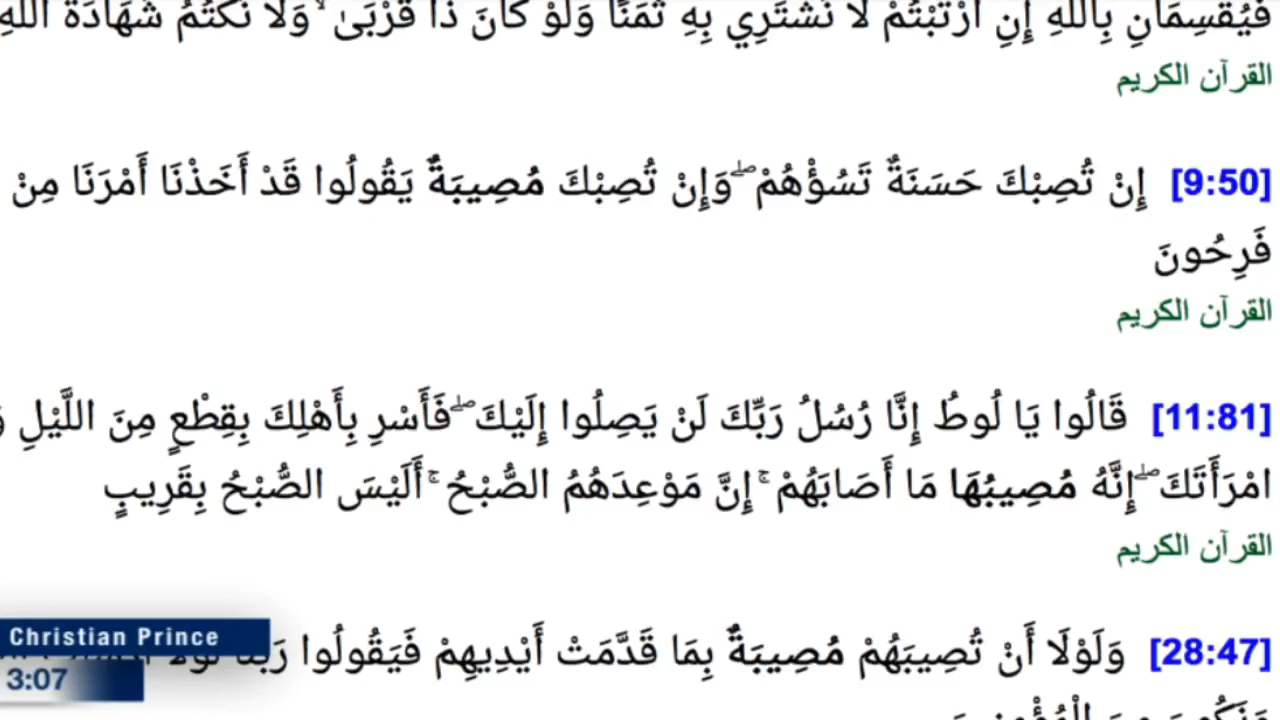 فَيُقْسِمَانِ بِاللَّهِ إِنِ ارْتَبْتُمْ لَا نَشْتَرِي بِهِ ثَمَنًا وَلَوْ كَانَ ذَا قُرْبَىٰ ۙ وَلَا نَكْتُمُ شَهَادَةَ اللَّهِ
القرآن الكريم
[9:50] إِنْ تُصِبْكَ حَسَنَةٌ تَسُؤْهُمْ ۖ وَإِنْ تُصِبْكَ مُصِيبَةٌ يَقُولُوا قَدْ أَخَذْنَا أَمْرَنَا مِنْ
فَرِحُونَ
القرآن الكريم
[11:81] قَالُوا يَا لُوطُ إِنَّا رُسُلُ رَبِّكَ لَنْ يَصِلُوا إِلَيْكَ ۖ فَأَسْرِ بِأَهْلِكَ بِقِطْعٍ مِنَ اللَّيْلِ
امْرَأَتَكَ ۖ إِنَّهُ مُصِيبُهَا مَا أَصَابَهُمْ ۚ إِنَّ مَوْعِدَهُمُ الصُّبْحُ ۚ أَلَيْسَ الصُّبْحُ بِقَرِيبٍ
القرآن الكريم
[28:47] وَلَوْلَا أَنْ تُصِيبَهُمْ مُصِيبَةٌ بِمَا قَدَّمَتْ أَيْدِيهِمْ فَيَقُولُوا رَبَّنَا لَوْلَا
Christian Prince
3:07